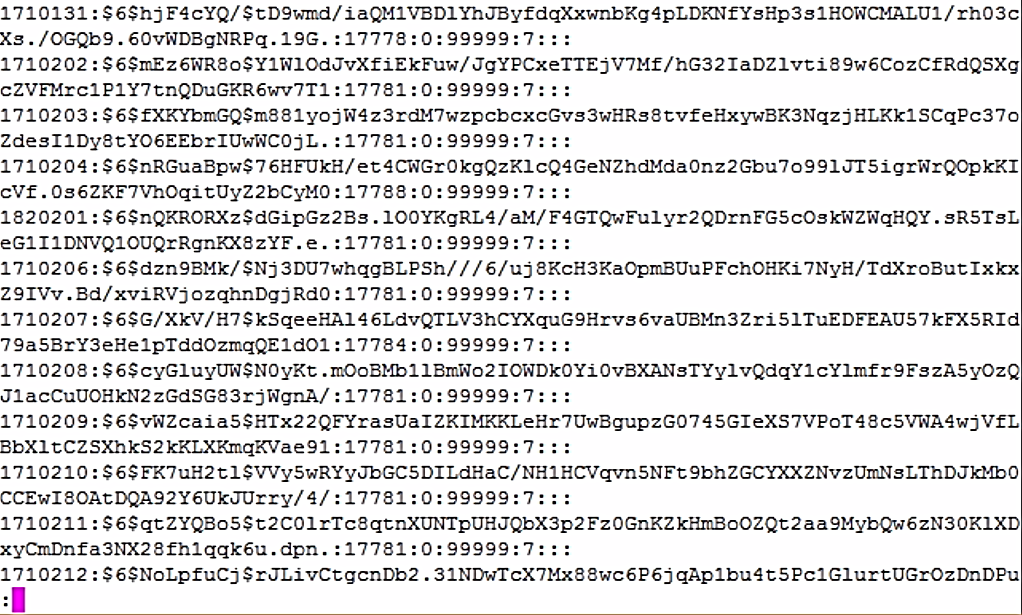 1710131:$6$hjF4cYQ/$tD9wmd/iaQM1VBDlYhJByfdqXxwnbKg4pLDKNfYsHp3s1HOWCMALU1/rh03c
Xs./OGQb9.60vWDBgNRPq.19G.:17778:0:99999:7:::
1710202:$6$mEz6WR8o$Y1WlOdJvXfiEkFuw/JgYPCxeTTEjV7Mf/hG32IaDZlvti89w6CozCfRdQSXg
cZVFMrc1P1Y7tnQDuGKR6wv7T1:17781:0:99999:7:::
1710203:$6$fXKYbmGQ$m881yojW4z3rdM7wzpcbcxcGvs3wHRs8tvfeHxywBK3NqzjHLKk1SCqPc37o
ZdesI1Dy8tYO6EEbrIUwWC0jL.:17781:0:99999:7:::
1710204:$6$nRGuaBpw$76HFUkH/et4CWGr0kgQzKlcQ4GeNZhdMda0nz2Gbu7o99lJT5igrWrQOpkKI
cVf.0s6ZKF7VhOqitUyZ2bCyM0:17788:0:99999:7:::
1820201:$6$nQKRORXz$dGipGz2Bs.lO0YKgRL4/aM/F4GTQwFulyr2QDrnFG5cOskWZWqHQY.sR5TsL
eG1I1DNVQ1OUQrRgnKX8zYF.e.:17781:0:99999:7:::
1710206:$6$dzn9BMk/$Nj3DU7whqgBLPSh///6/uj8KcH3KaOpmBUuPFchOHKi7NyH/TdXroButIxkx
Z9IVv.Bd/xviRVjozqhnDgjRd0:17781:0:99999:7:::
1710207:$6$G/XkV/H7$kSqeeHAl46LdvQTLV3hCYXquG9Hrvs6vaUBMn3Zri5lTuEDFEAU57kFX5RId
79a5BrY3eHe1pTddOzmqQE1dO1:17784:0:99999:7:::
1710208:$6$cyGluyUW$N0yKt.mOoBMb1lBmWo2IOWDk0Yi0vBXANsTYylvQdqY1cYlmfr9FszA5yOzQ
J1acCuUOHkN2zGdSG83rjWgnA/:17781:0:99999:7:::
1710209:$6$vWZcaia5$HTx22QFYrasUaIZKIMKKLeHr7UwBgupzG0745GIeXS7VPoT48c5VWA4wjVfL
BbXltCZSXhkS2kKLXKmqKVae91:17781:0:99999:7:::
1710210:$6$FK7uH2tl$VVy5wRYyJbGC5DILdHaC/NH1HCVqvn5NFt9bhZGCYXXZNvzUmNsLThDJkMb0
CCEwI8OAtDQA92Y6UkJUrry/4/:17781:0:99999:7:::
1710211:$6$qtZYQBo5$t2C0lrTc8qtnXUNTpUHJQbX3p2Fz0GnKZkHmBoOZQt2aa9MybQw6zN30KlXD
xyCmDnfa3NX28fh1qqk6u.dpn.:17781:0:99999:7:::
1710212:$6$NoLpfuCj$rJLivCtgcnDb2.31NDwTcX7Mx88wc6P6jqAp1bu4t5Pc1GlurtUGrOzDnDPu
: